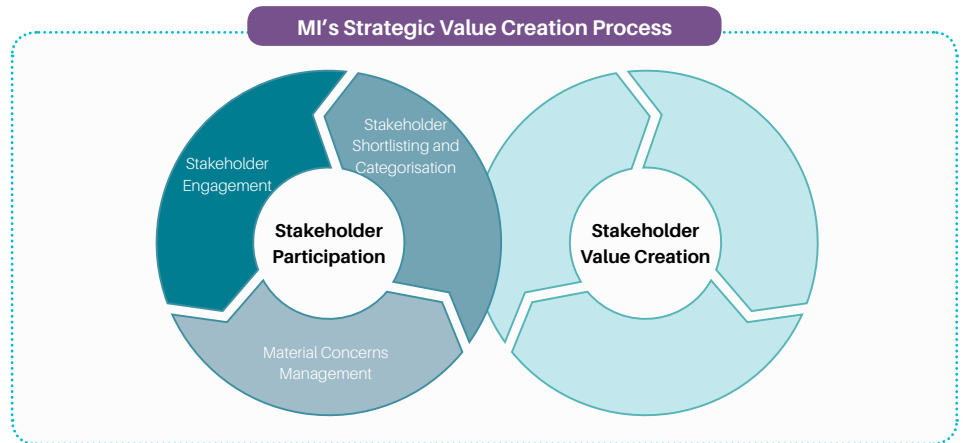 MI’s Strategic Value Creation Process
Stakeholder
Engagement
Stakeholder
Shortlisting and
Categorisation
Stakeholder
Participation
Material Concerns
Management
Stakeholder
Value Creation